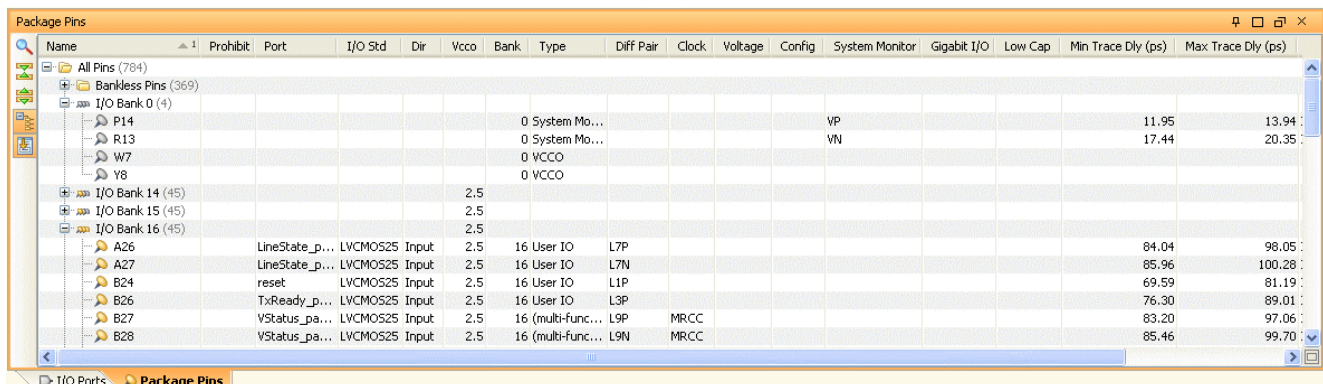 Package Pins
Name 1 Prohibit Port I/O Std Dir Vcco Bank Type Diff Pair Clock Voltage Config System Monitor Gigabit I/O Low Cap Min Trace Dly (ps) Max Trace Dly (ps)
All Pins (784)
Bankless Pins (369)
I/O Bank 0 (4)
P14 0 System Mo... VP 11.95 13.94
R13 0 System Mo... VN 17.44 20.35
W7 0 VCCO
Y8 0 VCCO
I/O Bank 14 (45) 2.5
I/O Bank 15 (45) 2.5
I/O Bank 16 (45) 2.5
A26 LineState_p... LVCMOS25 Input 2.5 16 User IO L7P 84.04 98.05
A27 LineState_p... LVCMOS25 Input 2.5 16 User IO L7N 85.96 100.28
B24 reset LVCMOS25 Input 2.5 16 User IO L1P 69.59 81.19
B26 TxReady_p... LVCMOS25 Input 2.5 16 User IO L3P 76.30 89.01
B27 VStatus_pa... LVCMOS25 Input 2.5 16 (multi-func... L9P MRCC 83.20 97.06
B28 VStatus_pa... LVCMOS25 Input 2.5 16 (multi-func... L9N MRCC 85.46 99.70
I/O Ports Package Pins